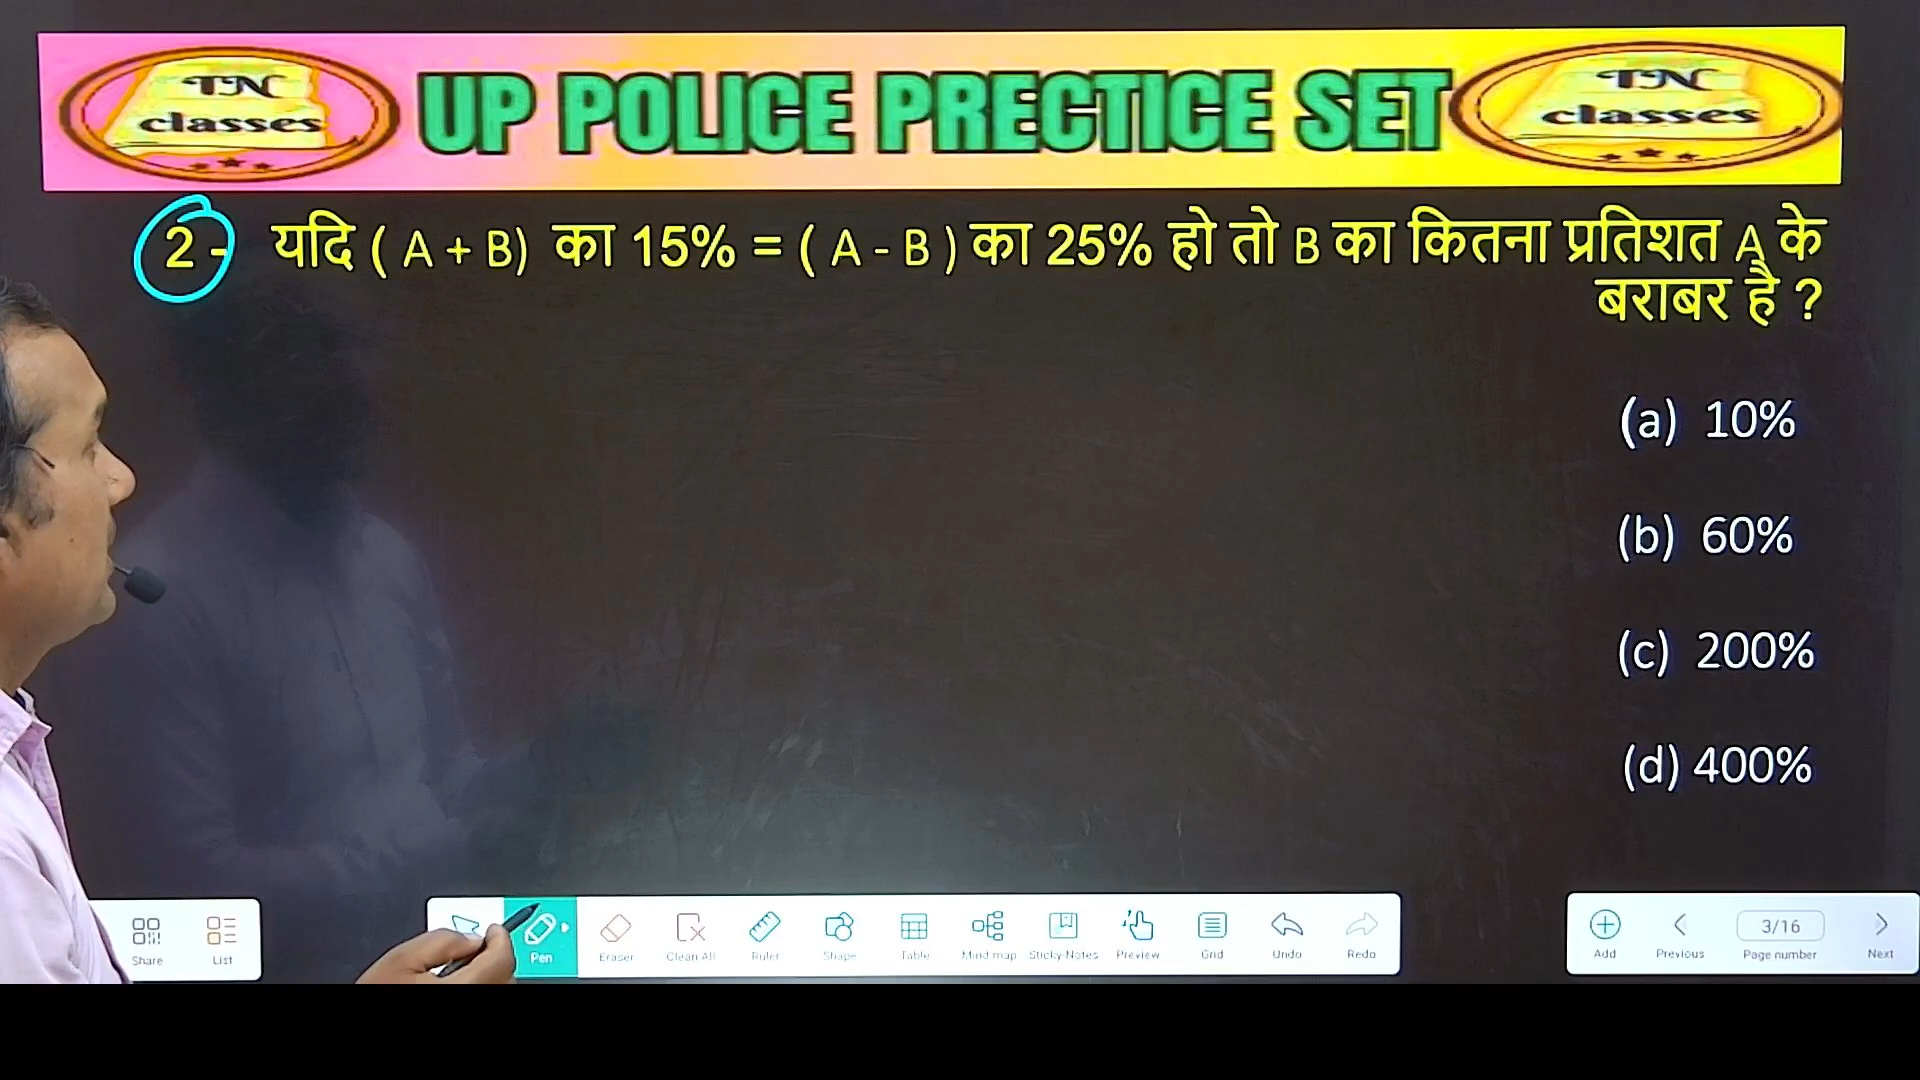 TN
classes
UP POLICE PRECTICE SET
TN
classes
2 - यदि ( A + B) का 15% = ( A - B ) का 25% हो तो B का कितना प्रतिशत A के
बराबर है ?
(a) 10%
(b) 60%
(c) 200%
(d) 400%
Share
List
Pen
Eraser
Clean All
Ruler
Shape
Table
Mind map
Sticky Notes
Preview
Grid
Undo
Redo
Add
Previous
3/16
Page number
Next